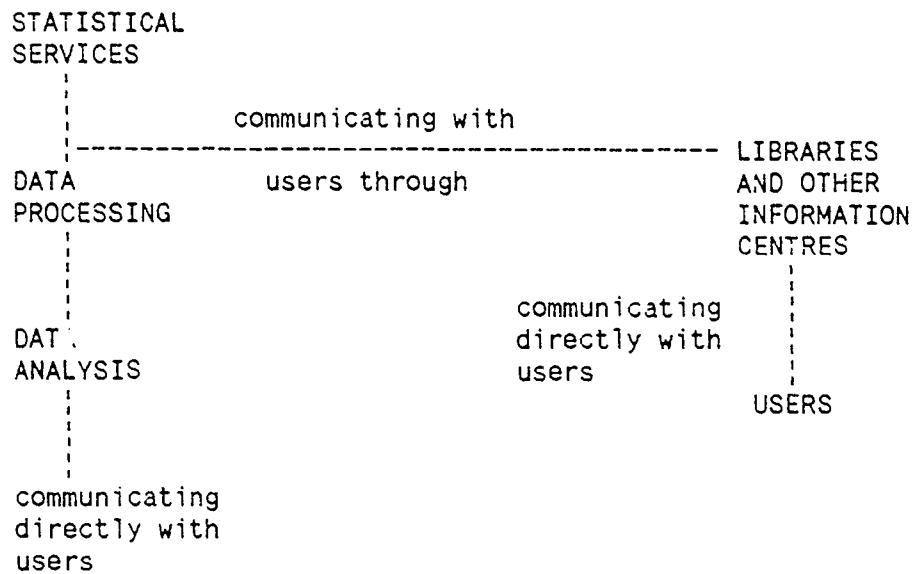 STATISTICAL
SERVICES
communicating with
LIBRARIES
AND OTHER
INFORMATION
CENTRES
users through
DATA
PROCESSING
communicating
directly with
users
DAT
ANALYSIS
USERS
communicating
directly with
users